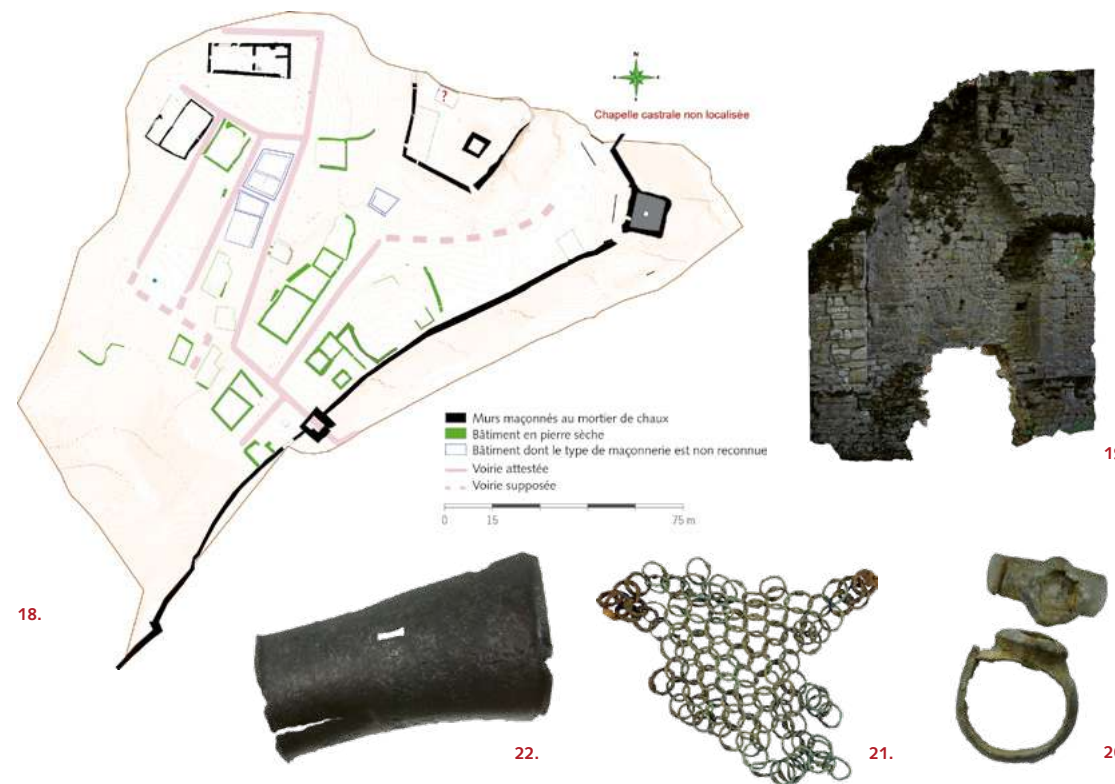 N
Chapelle castrale non localisée
?
Murs maçonnés au mortier de chaux
Bâtiment en pierre sèche
Bâtiment dont le type de maçonnerie est non reconnue
Voirie attestée
Voirie supposée
0 15 75 m
18.
22.
21.